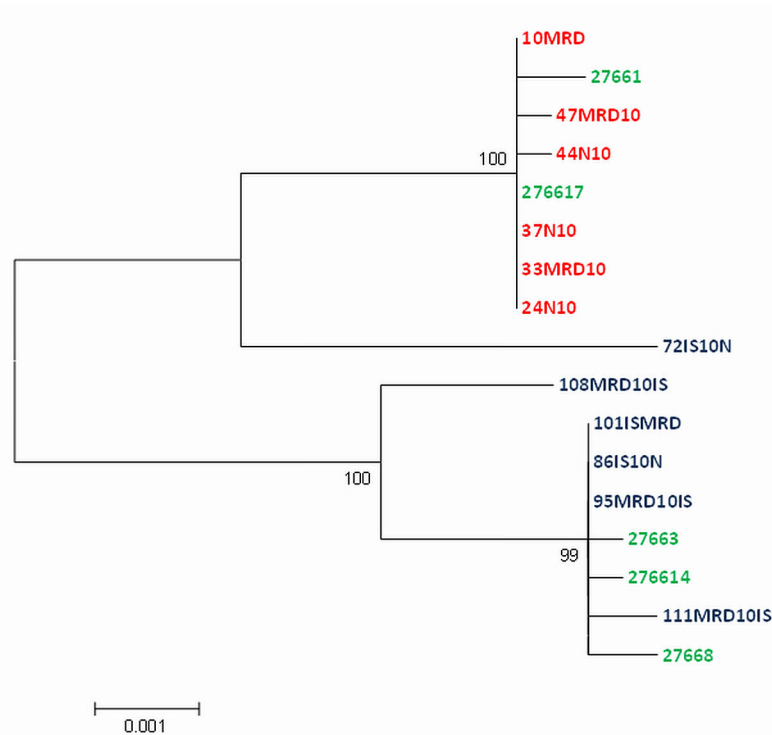 10MRD
27661
47MRD10
44N10
100
276617
37N10
33MRD10
24N10
72IS10N
108MRD10IS
101ISMRD
86IS10N
100
95MRD10IS
27663
99
276614
111MRD10IS
27668
0.001